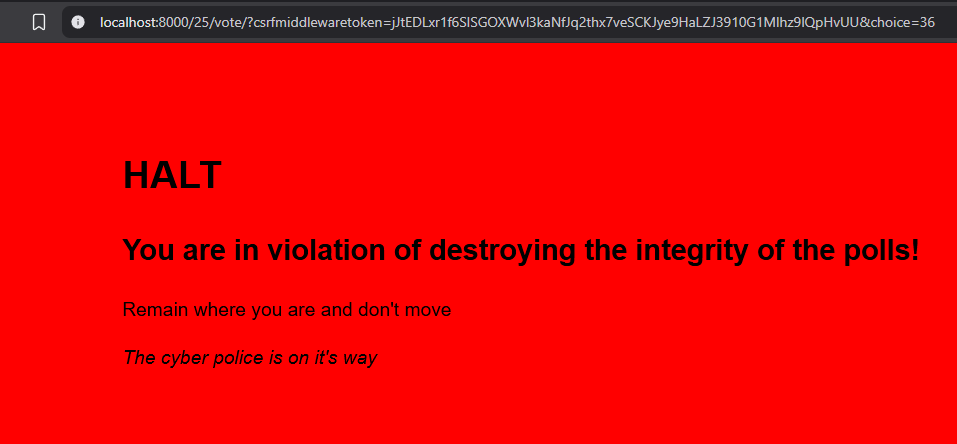 localhost:8000/25/vote/?csrfmiddlewaretoken=jJtEDLxr1f6SlSGOXWvl3kaNfJq2thx7veSCKJye9HaLZJ3910G1MIhz9lQpHvUU&choice=36
HALT
You are in violation of destroying the integrity of the polls!
Remain where you are and don't move
The cyber police is on it's way